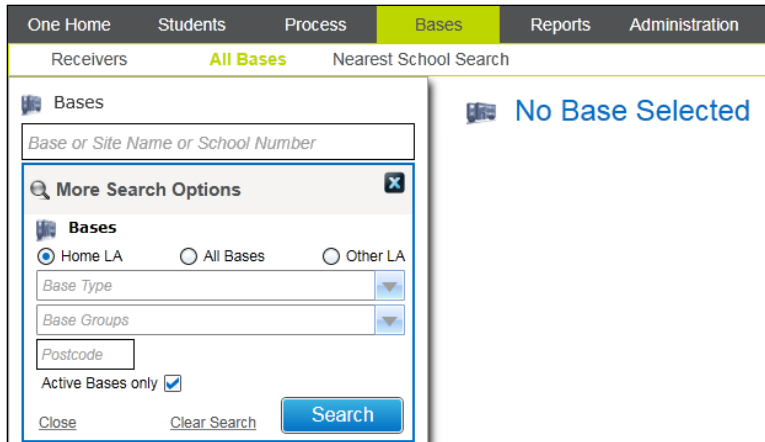 One Home Students Process Bases Reports Administration
Receivers All Bases Nearest School Search
Bases
Base or Site Name or School Number
More Search Options
Bases
Home LA All Bases Other LA
Base Type
Base Groups
Postcode
Active Bases only
Close Clear Search Search
No Base Selected